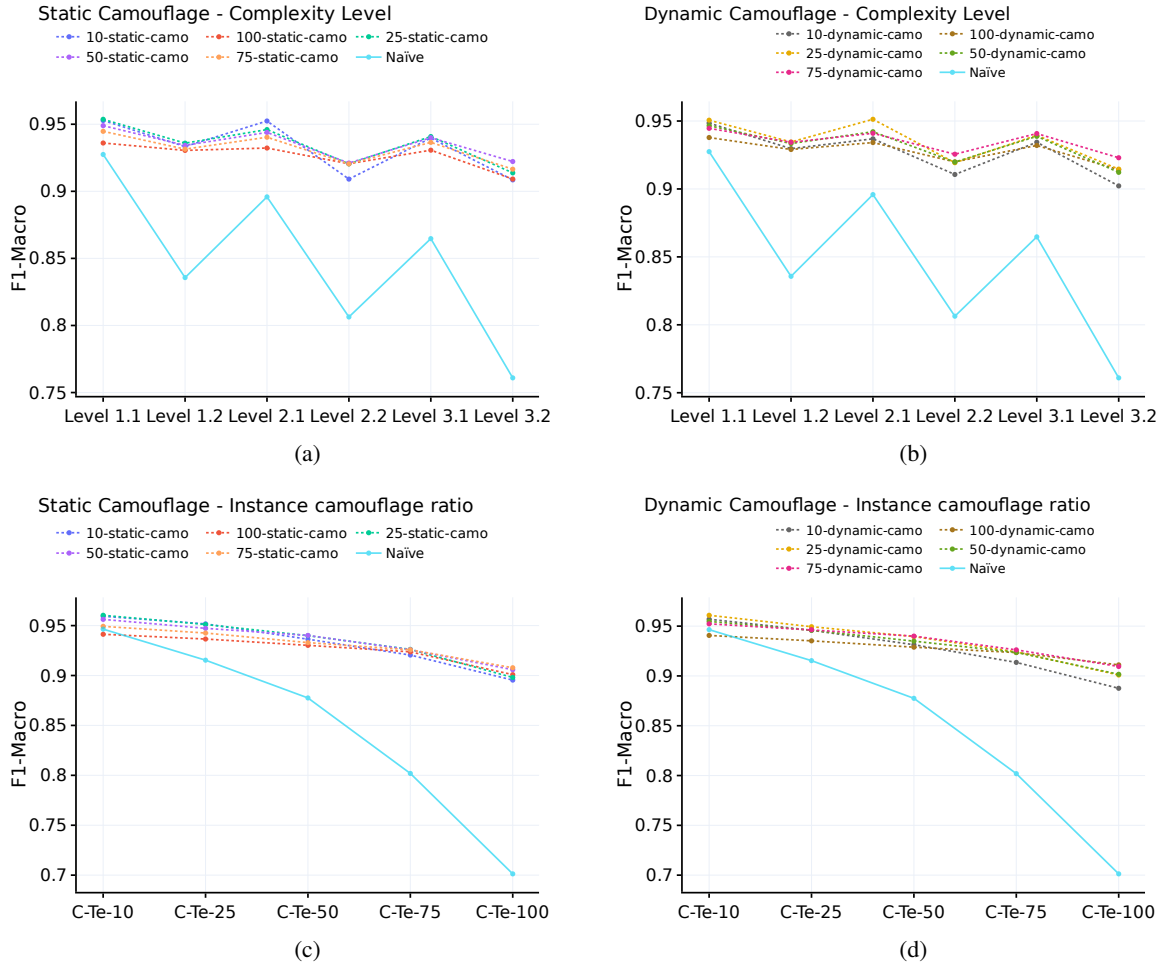 Static Camouflage - Complexity Level
10-static-camo 100-static-camo 25-static-camo
50-static-camo 75-static-camo Naïve
F1-Macro
0.95
0.9
0.85
0.8
0.75
Level 1.1 Level 1.2 Level 2.1 Level 2.2 Level 3.1 Level 3.2
(a)
Dynamic Camouflage - Complexity Level
10-dynamic-camo 100-dynamic-camo
25-dynamic-camo 50-dynamic-camo
75-dynamic-camo Naïve
F1-Macro
0.95
0.9
0.85
0.8
0.75
Level 1.1 Level 1.2 Level 2.1 Level 2.2 Level 3.1 Level 3.2
(b)
Static Camouflage - Instance camouflage ratio
10-static-camo 100-static-camo 25-static-camo
50-static-camo 75-static-camo Naïve
F1-Macro
0.95
0.9
0.85
0.8
0.75
0.7
C-Te-10 C-Te-25 C-Te-50 C-Te-75 C-Te-100
(c)
Dynamic Camouflage - Instance camouflage ratio
10-dynamic-camo 100-dynamic-camo
25-dynamic-camo 50-dynamic-camo
75-dynamic-camo Naïve
F1-Macro
0.95
0.9
0.85
0.8
0.75
0.7
C-Te-10 C-Te-25 C-Te-50 C-Te-75 C-Te-100
(d)